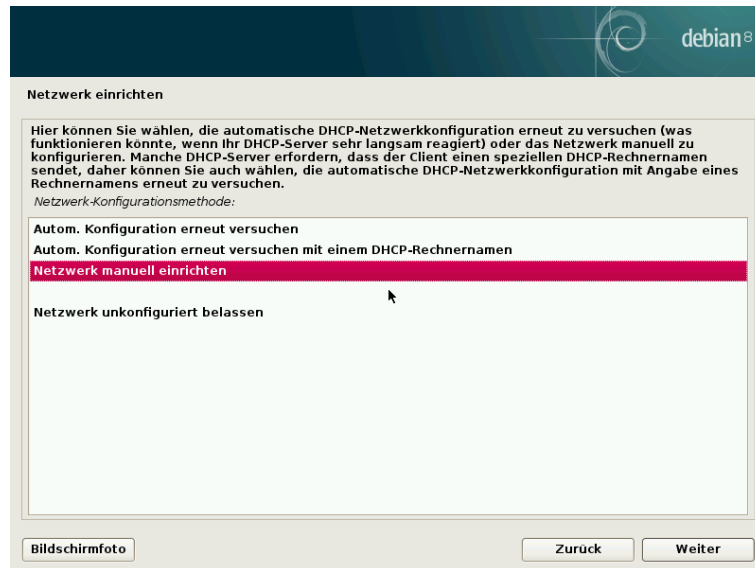 debian 8
Netzwerk einrichten
Hier können Sie wählen, die automatische DHCP-Netzwerkkonfiguration erneut zu versuchen (was
funktionieren könnte, wenn Ihr DHCP-Server sehr langsam reagiert) oder das Netzwerk manuell zu
konfigurieren. Manche DHCP-Server erfordern, dass der Client einen speziellen DHCP-Rechnernamen
sendet, daher können Sie auch wählen, die automatische DHCP-Netzwerkkonfiguration mit Angabe eines
Rechnernamens erneut zu versuchen.
Netzwerk-Konfigurationsmethode:
Autom. Konfiguration erneut versuchen
Autom. Konfiguration erneut versuchen mit einem DHCP-Rechnernamen
Netzwerk manuell einrichten
Netzwerk unkonfiguriert belassen
Bildschirmfoto
Zurück
Weiter